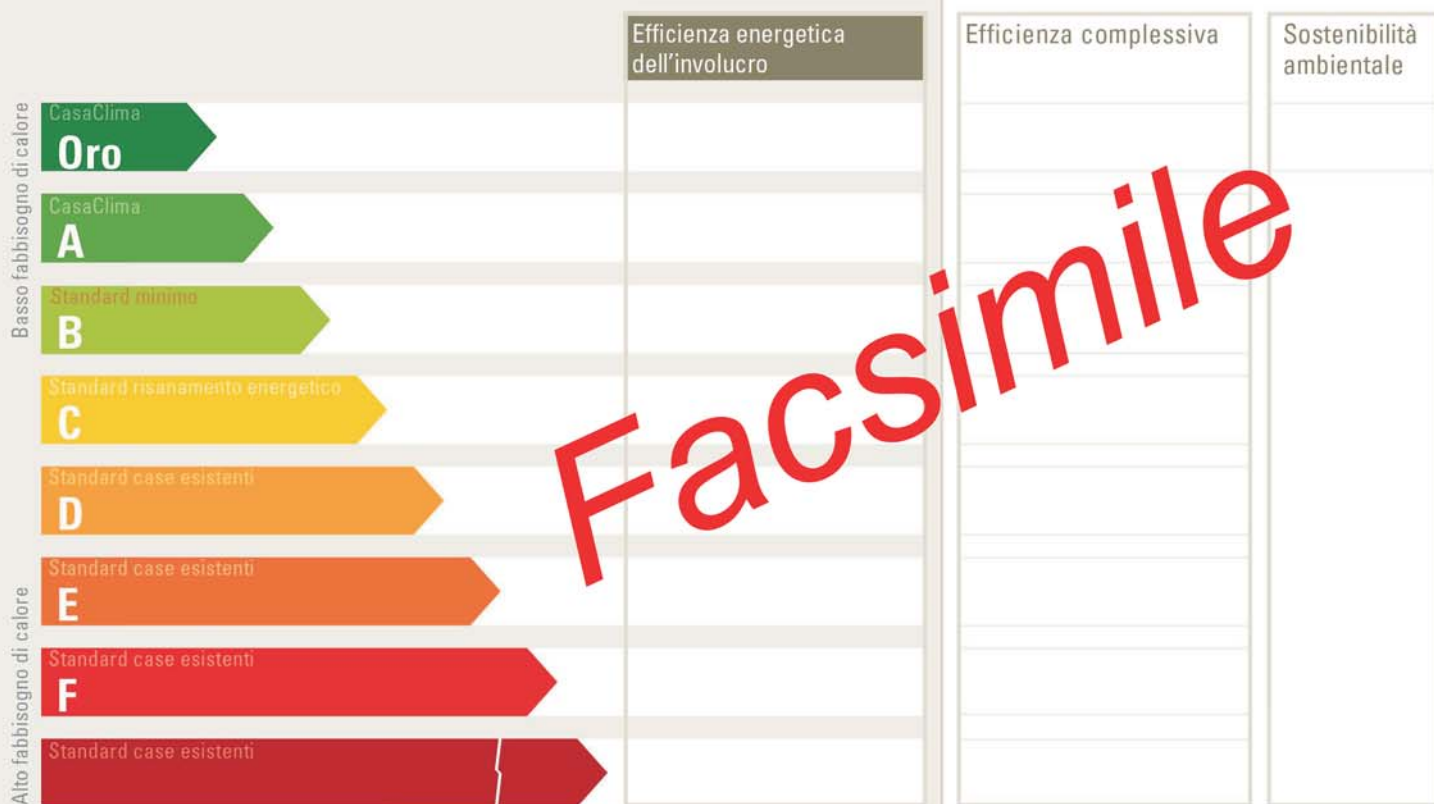 Efficienza energetica
dell'involucro
Efficienza complessiva
Sostenibilità
ambientale
Basso fabbisogno di calore
CasaClima
Oro
CasaClima
A
Standard minimo
B
Standard risanamento energetico
C
Standard case esistenti
D
Standard case esistenti
E
Alto fabbisogno di calore
Standard case esistenti
F
Standard case esistenti
Facsimile